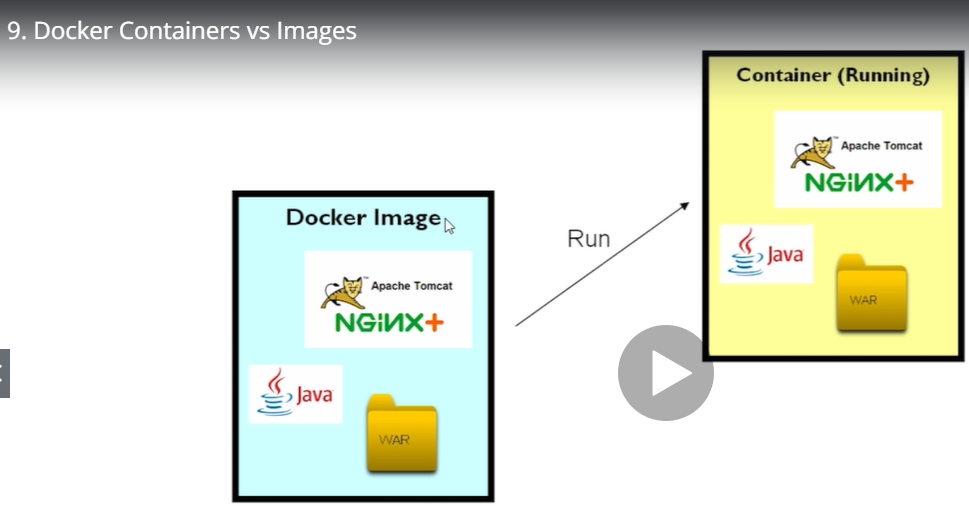 9. Docker Containers vs Images
Container (Running)
Apache Tomcat
NGiNX+
Java
WAR
Run
Docker Image
Apache Tomcat
NGiNX+
Java
WAR